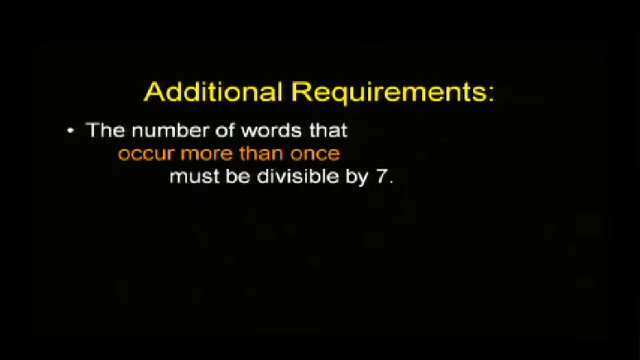 Additional Requirements:
• The number of words that
occur more than once
must be divisible by 7.